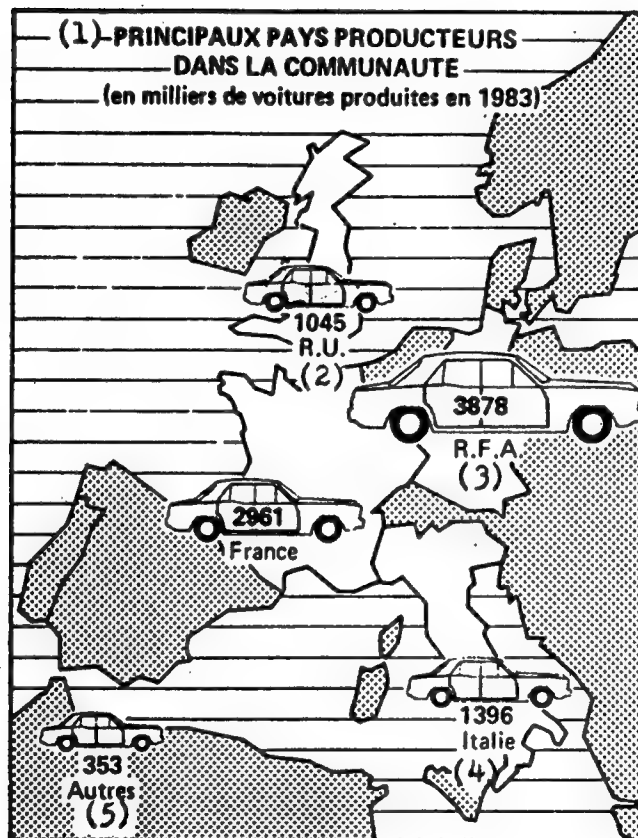 (1)-PRINCIPAUX PAYS PRODUCTEURS
DANS LA COMMUNAUTE
(en milliers de voitures produites en 1983)
1045
R.U.
(2)
3878
R.F.A.
(3)
2961
France
1396
Italie
(4)
353
Autres
(5)